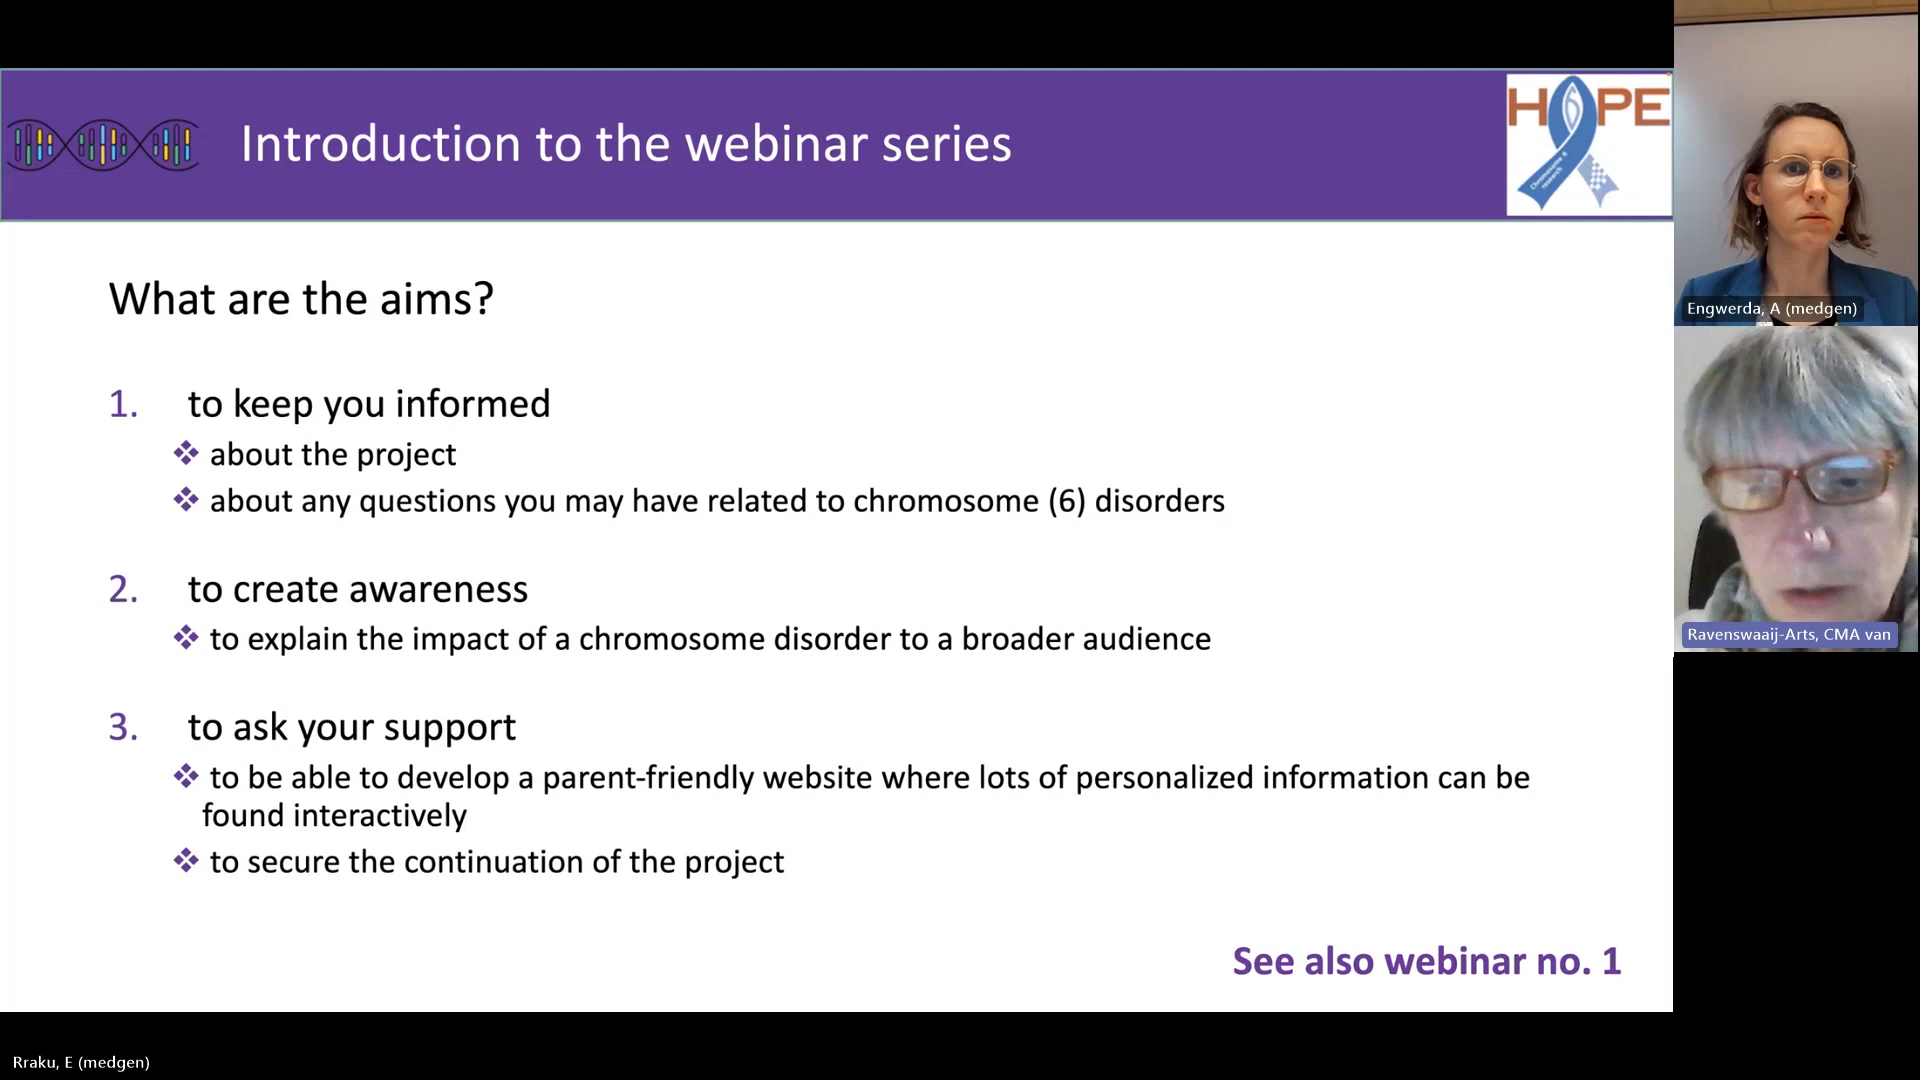 Introduction to the webinar series
HOPE
6
Chromosome 6
research
What are the aims?
1. to keep you informed
❖ about the project
❖ about any questions you may have related to chromosome (6) disorders
2. to create awareness
❖ to explain the impact of a chromosome disorder to a broader audience
3. to ask your support
❖ to be able to develop a parent-friendly website where lots of personalized information can be
found interactively
❖ to secure the continuation of the project
See also webinar no. 1
Engwerda, A (medgen)
Ravenswaaij-Arts, CMA van
Rraku, E (medgen)